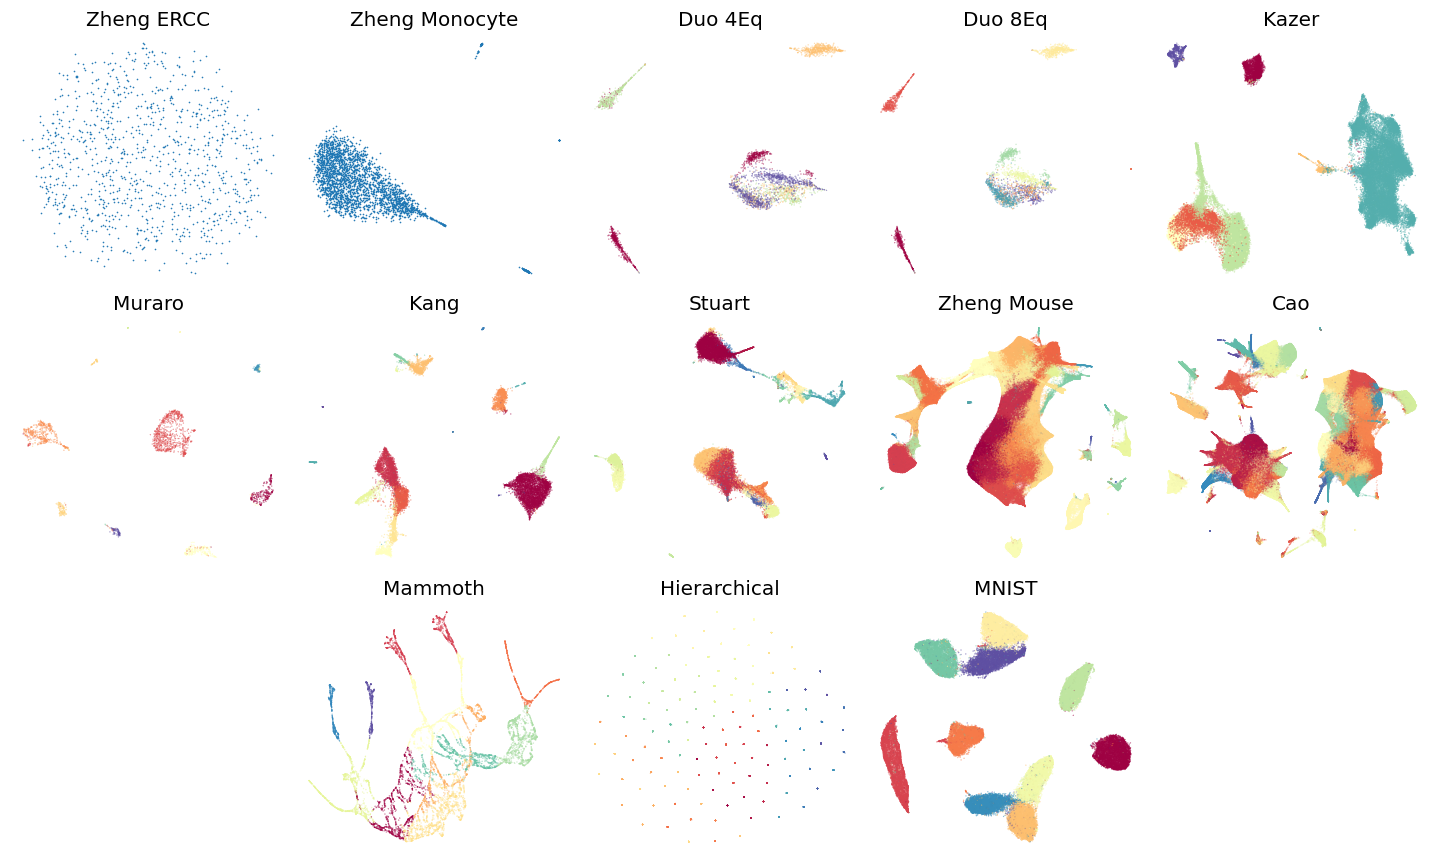 Zheng ERCC
Zheng Monocyte
Duo 4Eq
Duo 8Eq
Kazer
Muraro
Kang
Stuart
Zheng Mouse
Cao
Mammoth
Hierarchical
MNIST